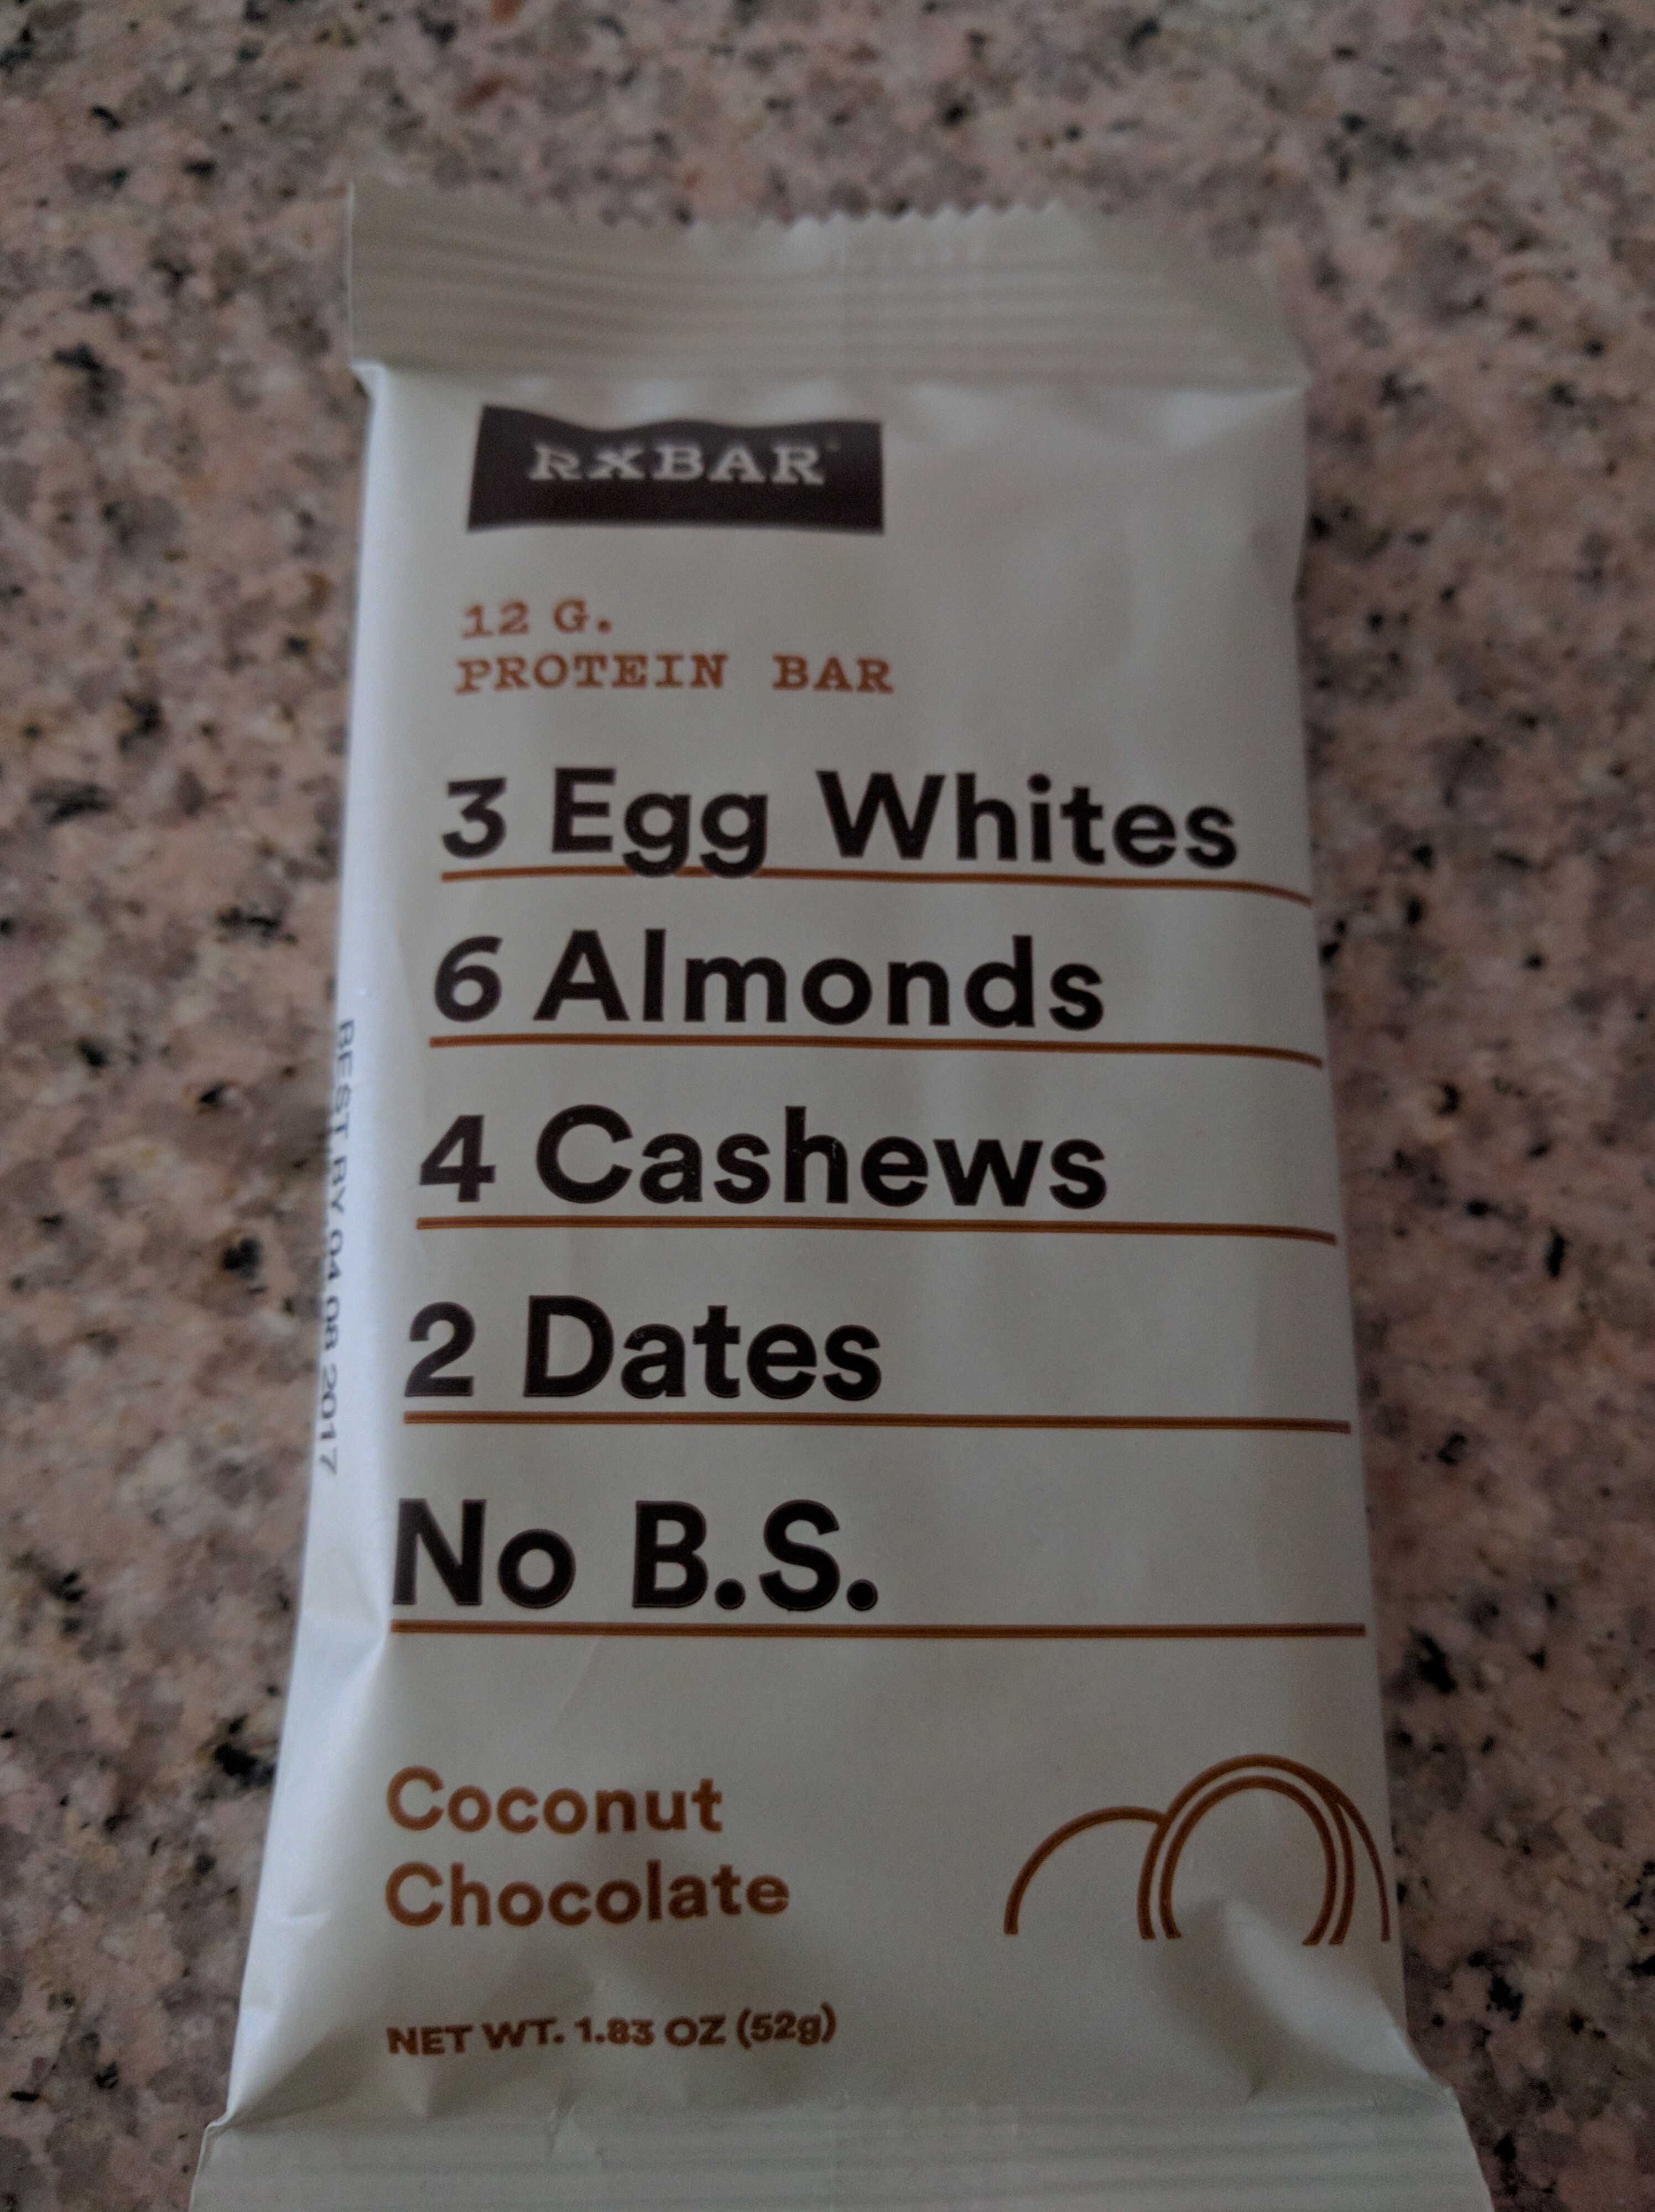 RXBAR
12 G.
PROTEIN BAR
3 Egg Whites
6 Almonds
4 Cashews
2 Dates
No B.S.
Coconut
Chocolate
NET WT. 1.83 OZ (52g)
BEST BY 04 08 2017